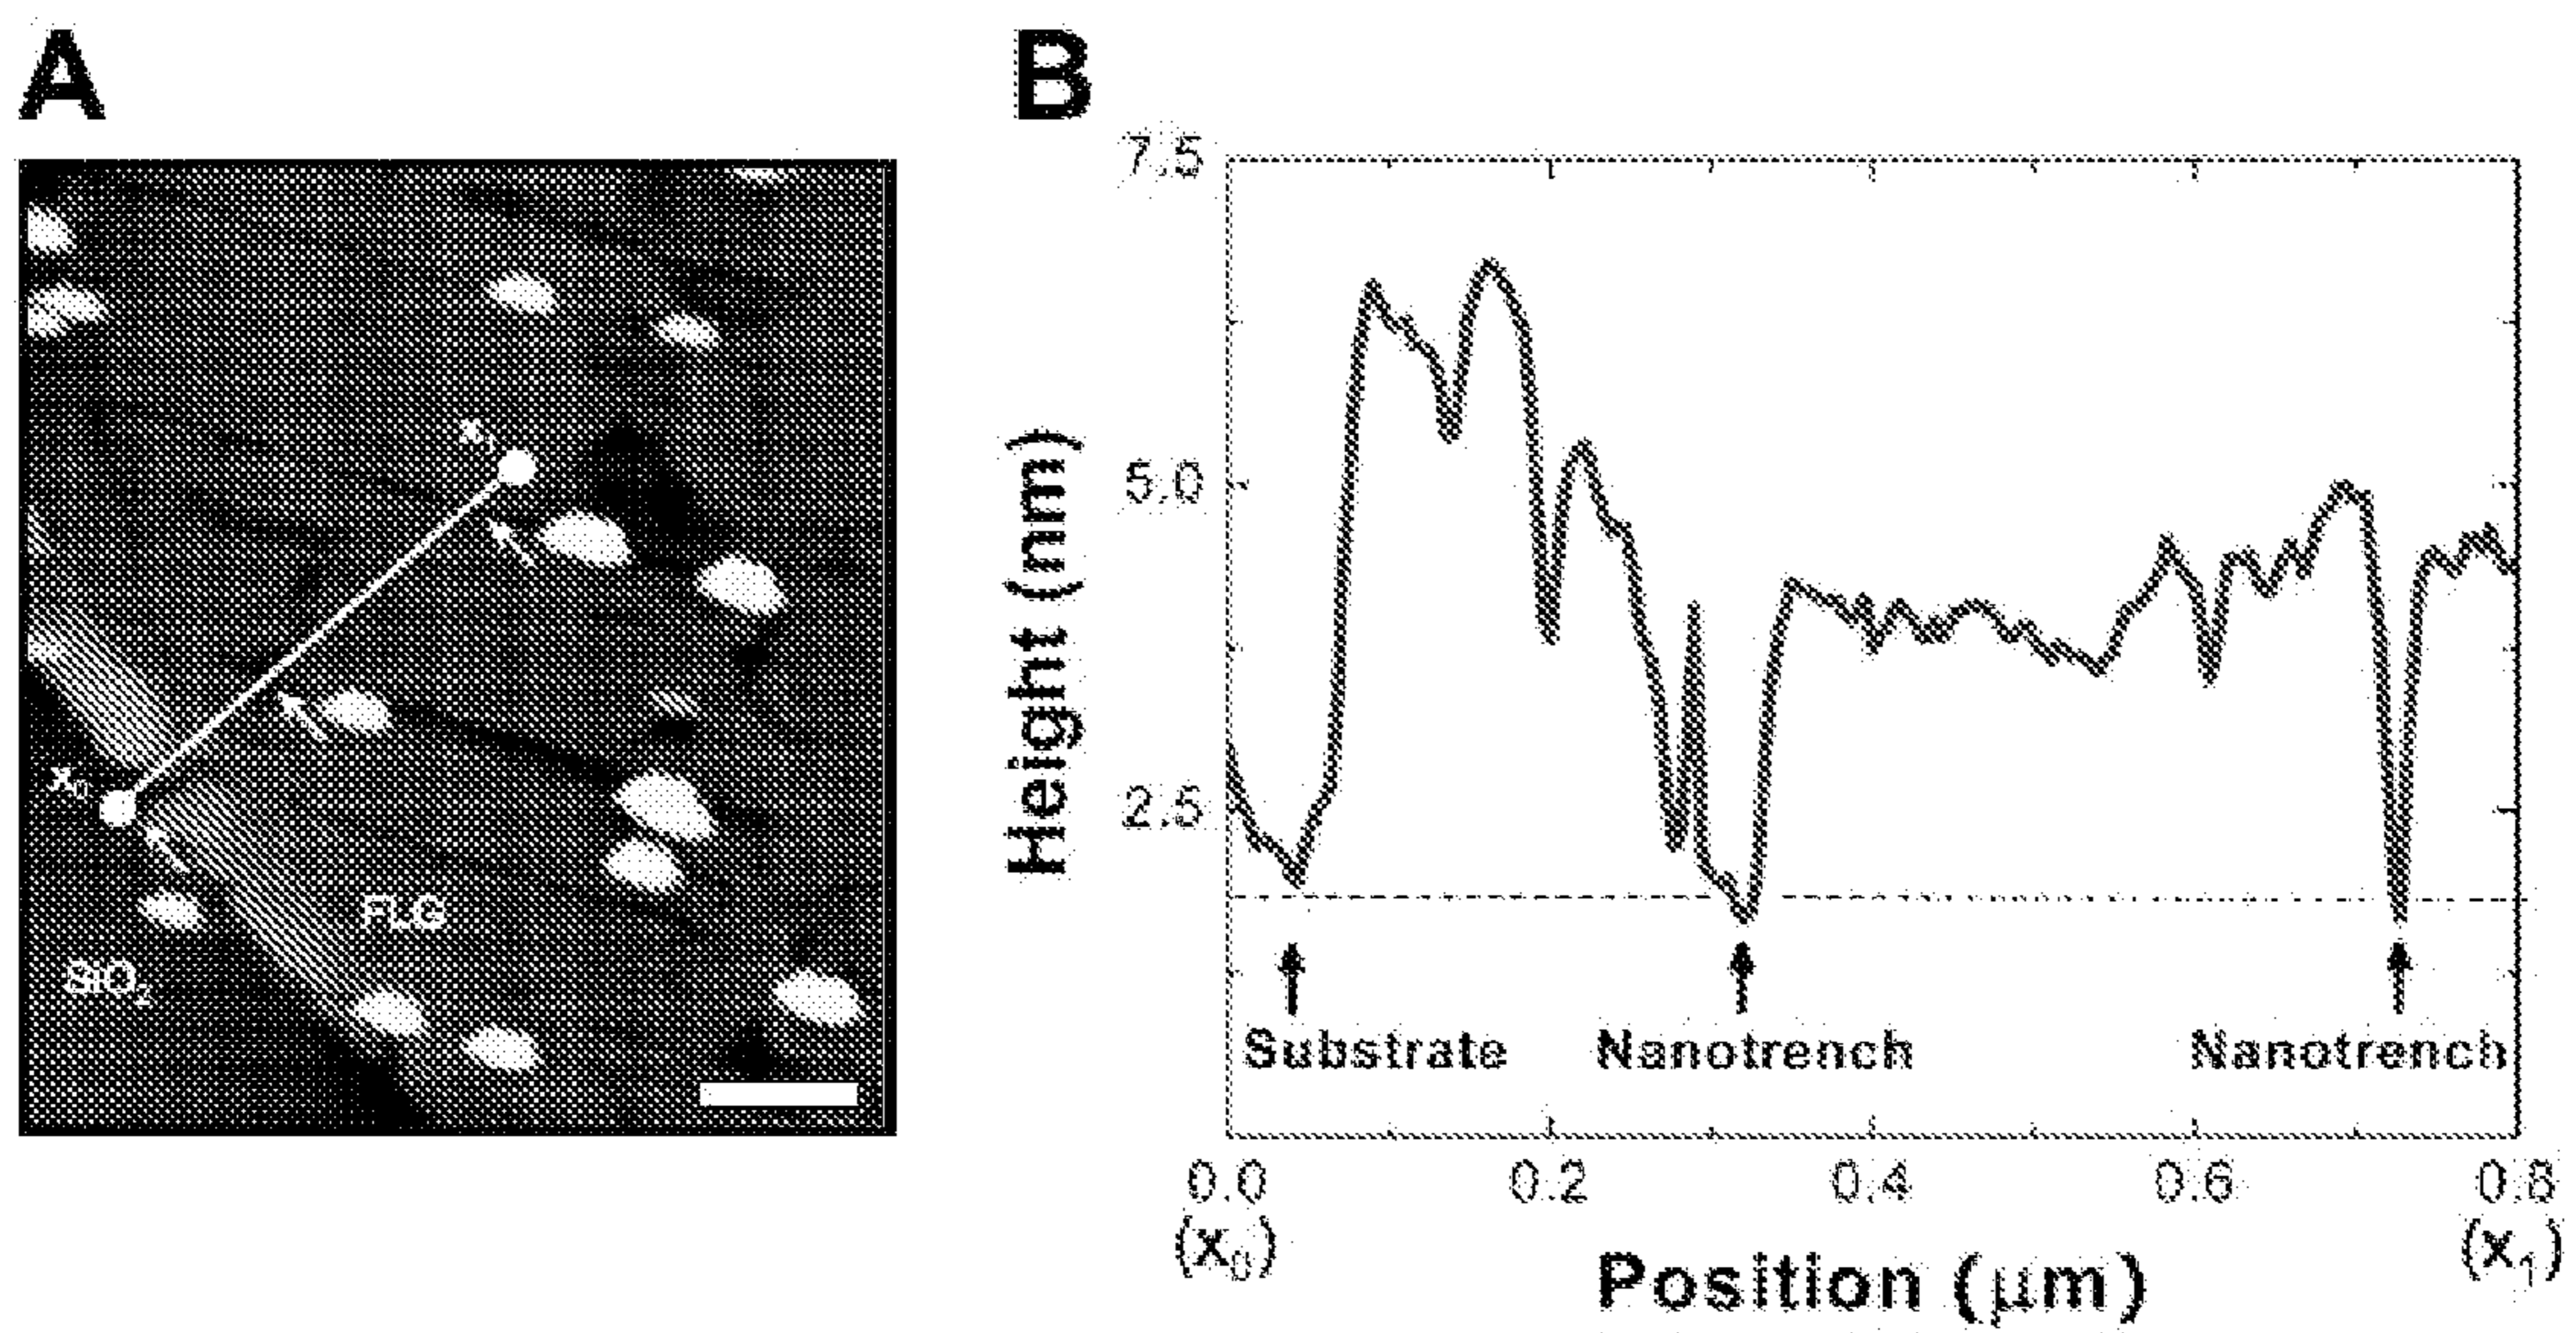 A
B
x₁
x₀
FLG
SiO₂
Height (nm)
7.5
5.0
2.5
Substrate
Nanotrench
Nanotrench
0.0
0.2
0.4
0.6
0.8
(x₀)
(x₁)
Position (μm)